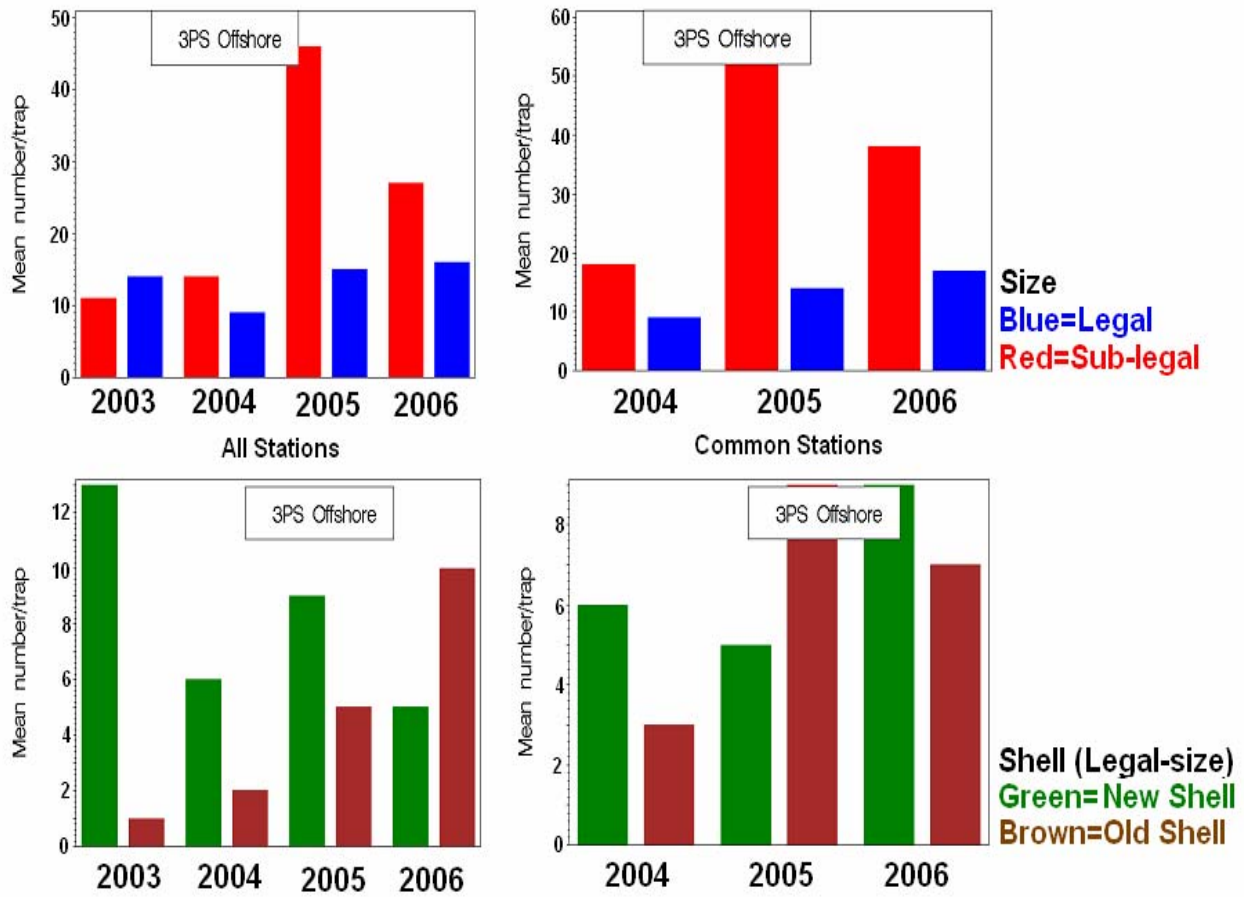 3PS Offshore
Mean number/trap
50
40
30
20
10
0
2003 2004 2005 2006
All Stations
3PS Offshore
Mean number/trap
60
50
40
30
20
10
0
2004 2005 2006
Common Stations
Size
Blue=Legal
Red=Sub-legal
3PS Offshore
Mean number/trap
12
10
8
6
4
2
0
2003 2004 2005 2006
3PS Offshore
Mean number/trap
8
6
4
2
0
2004 2005 2006
Shell (Legal-size)
Green=New Shell
Brown=Old Shell